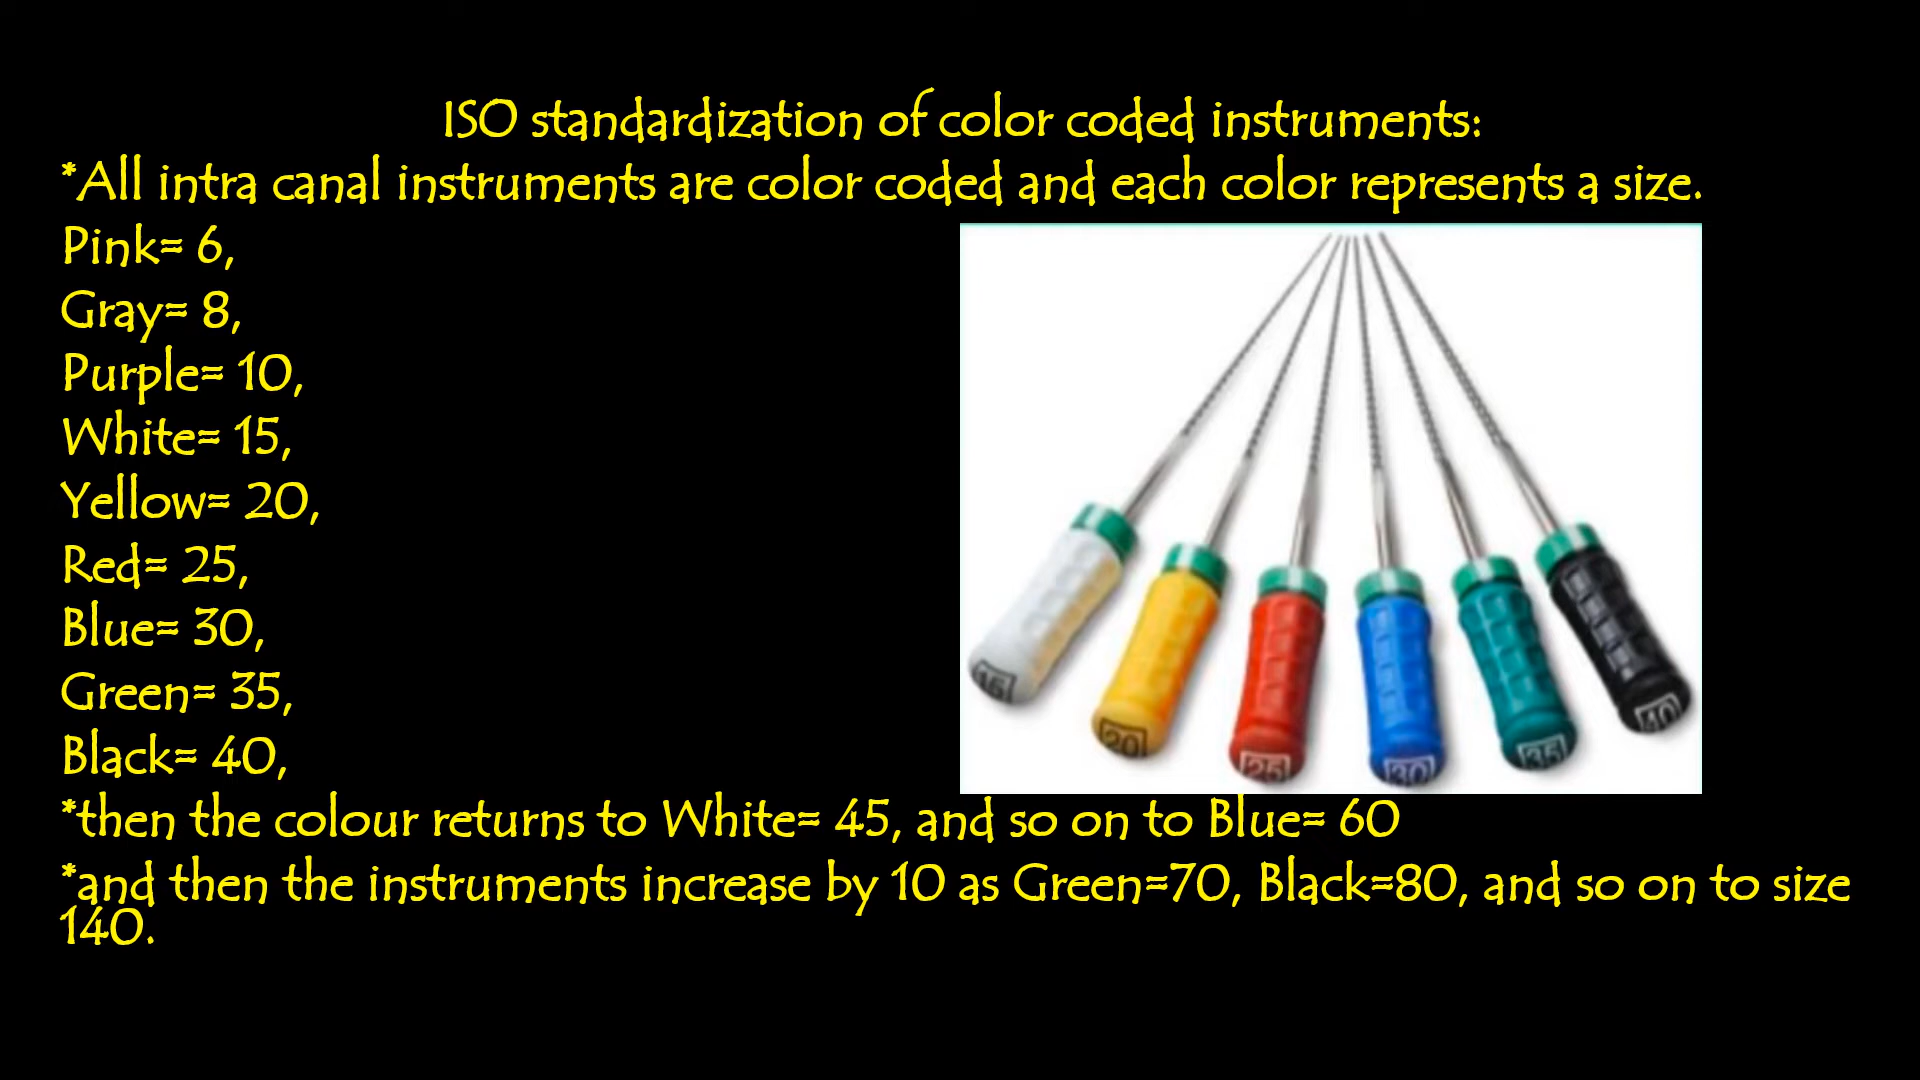 ISO standardization of color coded instruments:
*All intra canal instruments are color coded and each color represents a size.
Pink= 6,
Gray= 8,
Purple= 10,
White= 15,
Yellow= 20,
Red= 25,
Blue= 30,
Green= 35,
Black= 40,
15
20
25
30
35
40
*then the colour returns to White= 45, and so on to Blue= 60
*and then the instruments increase by 10 as Green=70, Black=80, and so on to size
140.